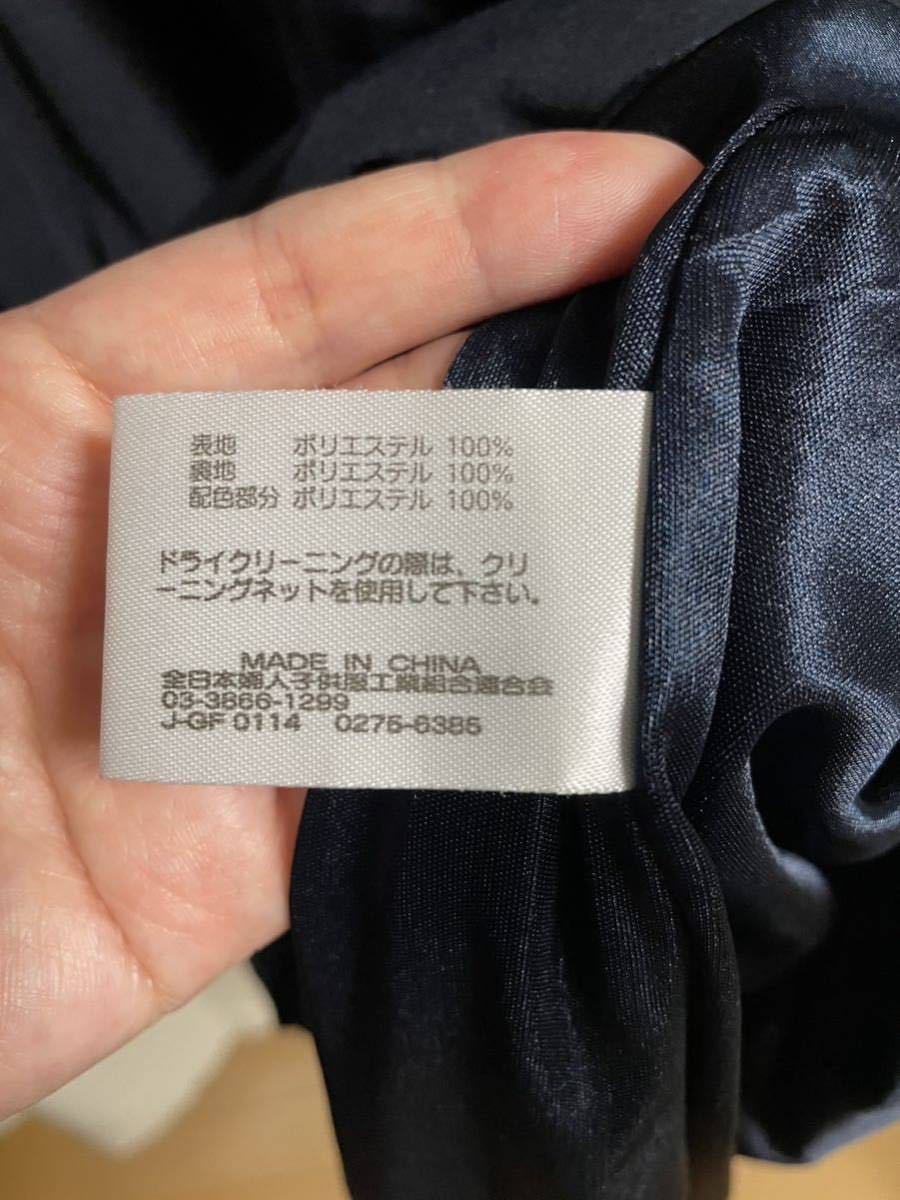 表地 ポリエステル 100%
裏地 ポリエステル 100%
配色部分 ポリエステル 100%
ドライクリーニングの際は、クリ
ーニングネットを使用して下さい。
MADE IN CHINA
全日本婦人子供服工業組合連合会
03-3866-1299
J-GF 0114 0275-6385